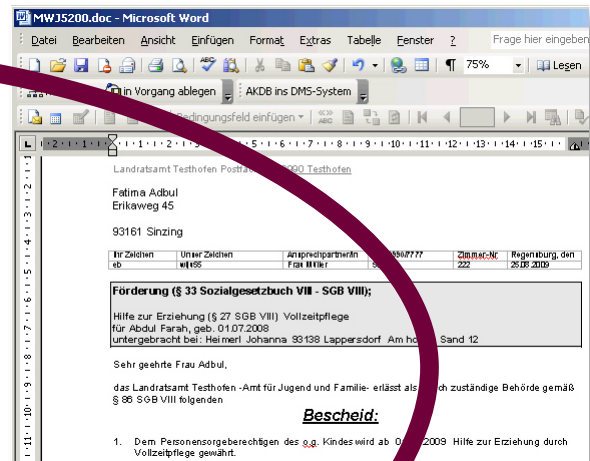 MWJ5200.doc - Microsoft Word
Datei Bearbeiten Ansicht Einfügen Format Extras Tabelle Fenster ? Frage hier eingeben
75% Lesen
in Vorgang ablegen AKDB ins DMS-System
Bedingungsfeld einfügen
Landratsamt Testhofen Testhofen
Fatima Adbul
Erikaweg 45
93161 Sinzing
Ihr Zeichen Unser Zeichen Ansprechpartner/in Zimmer-Nr Regensburg, den
eb 222 25.08.2009
Förderung (§ 33 Sozialgesetzbuch VIII - SGB VIII);
Hilfe zur Erziehung (§ 27 SGB VIII) Vollzeitpflege
für Abdul Farah, geb. 01.07.2008
untergebracht bei: Heimerl Johanna 93138 Lappersdorf Am Sand 12
Sehr geehrte Frau Adbul,
das Landratsamt Testhofen -Amt für Jugend und Familie- erlässt als zuständige Behörde gemäß
§ 86 SGB VIII folgenden
Bescheid:
1. Dem Personensorgeberechtigen des o.g. Kindes wird ab 2009 Hilfe zur Erziehung durch
Vollzeitpflege gewährt.